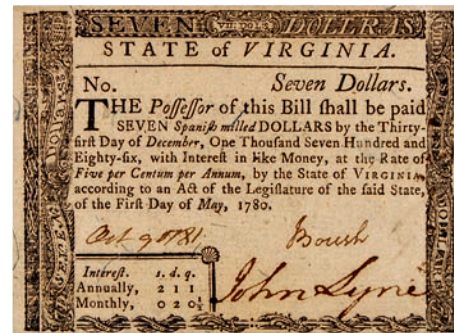 SEVEN VII DOLS. DOLLRAS
STATE of VIRGINIA.
No. Seven Dollars.
THE Poſſeſſor of this Bill ſhall be paid
SEVEN Spaniſh milled DOLLARS by the Thirty-
firſt Day of December, One Thouſand Seven Hundred and
Eighty-ſix, with Intereſt in like Money, at the Rate of
Five per Centum per Annum, by the State of VIRGINIA,
according to an Act of the Legiſlature of the ſaid State,
of the Firſt Day of May, 1780.
Boush
Intereſt. s. d. q.
Annually, 2 1 1
Monthly, 0 2 0½
John Lyne